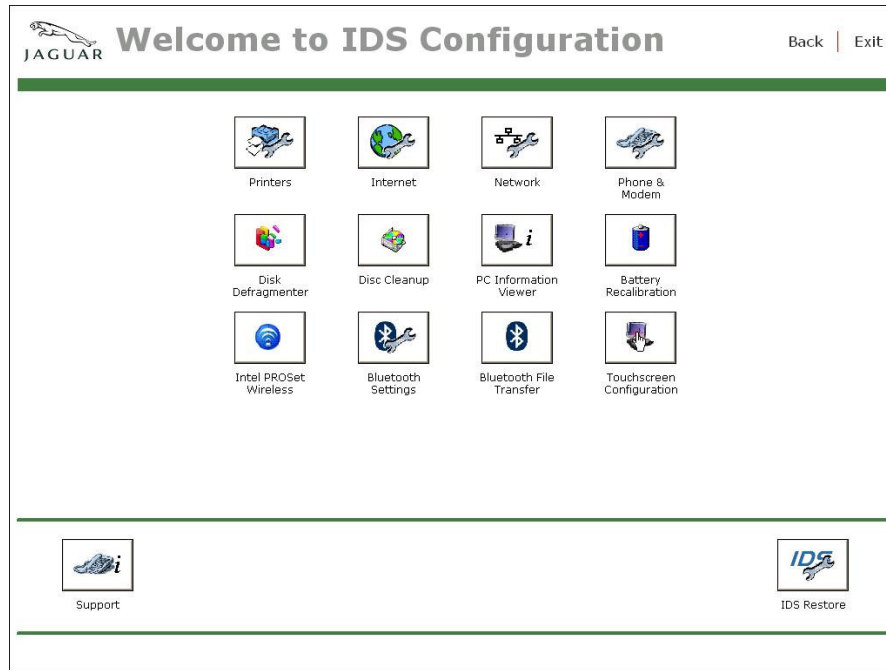 JAGUAR
Welcome to IDS Configuration
Back
Exit
Printers
Internet
Network
Phone &
Modem
Disk
Defragmenter
Disc Cleanup
PC Information
Viewer
Battery
Recalibration
Intel PROSet
Wireless
Bluetooth
Settings
Bluetooth File
Transfer
Touchscreen
Configuration
i
i
Support
IDS
IDS Restore